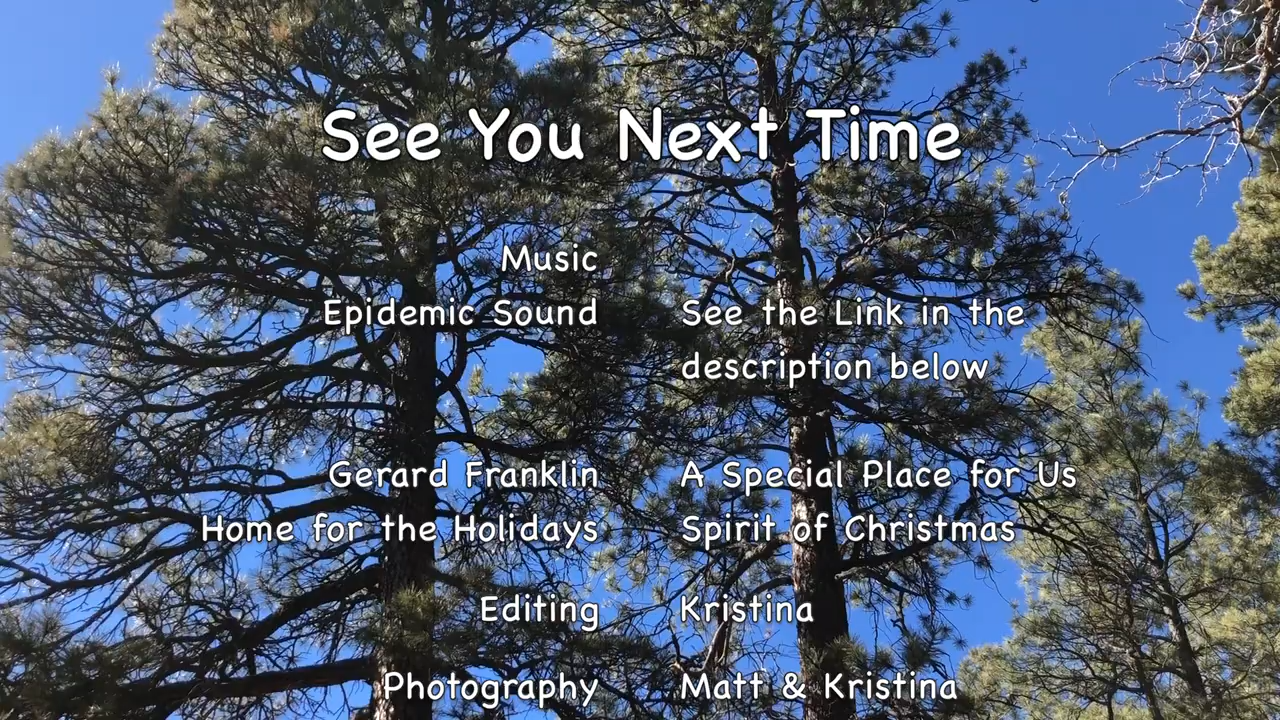 See You Next Time
Music
Epidemic Sound See the Link in the
description below
Gerard Franklin A Special Place for Us
Home for the Holidays Spirit of Christmas
Editing Kristina
Photography Matt & Kristina